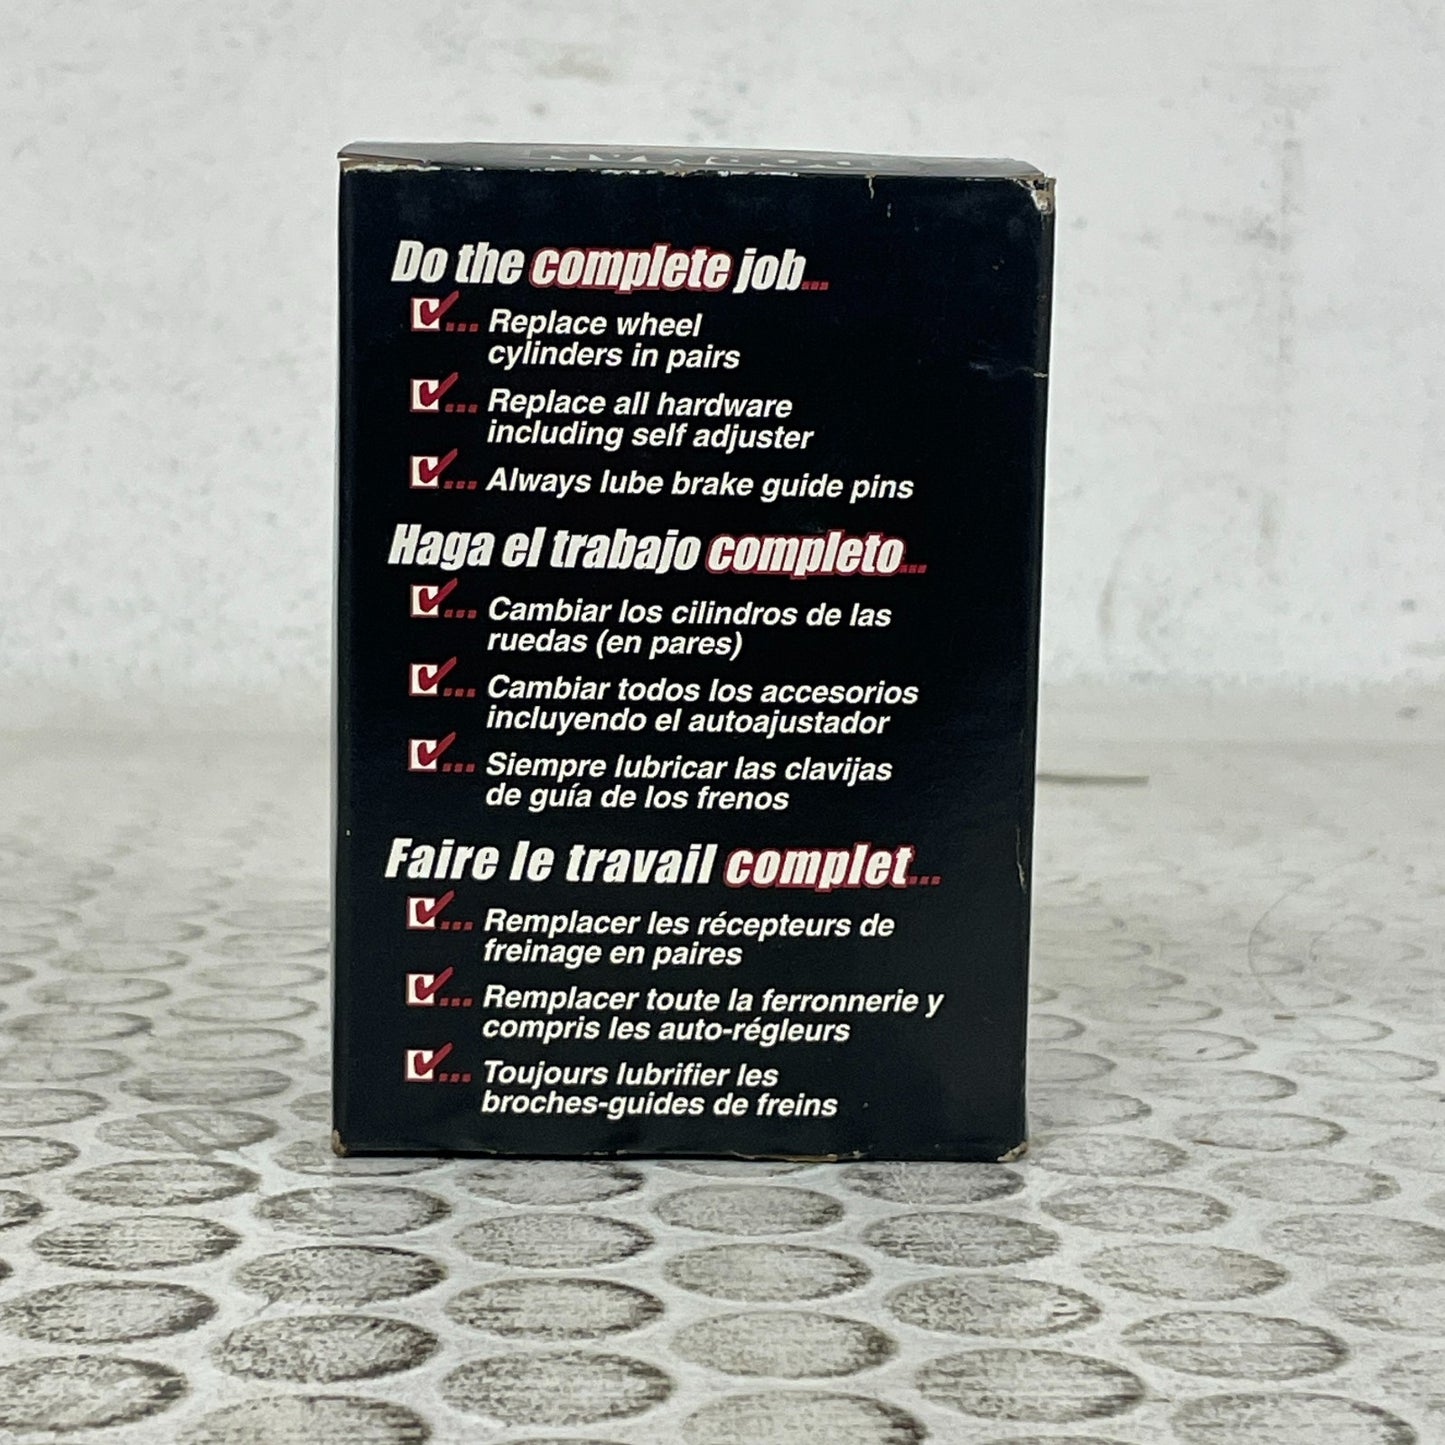 Do the complete job...
... Replace wheel
cylinders in pairs
... Replace all hardware
including self adjuster
... Always lube brake guide pins
Haga el trabajo completo...
... Cambiar los cilindros de las
ruedas (en pares)
... Cambiar todos los accesorios
incluyendo el autoajustador
... Siempre lubricar las clavijas
de guía de los frenos
Faire le travail complet...
... Remplacer les récepteurs de
freinage en paires
... Remplacer toute la ferronnerie y
compris les auto-régleurs
... Toujours lubrifier les
broches-guides de freins